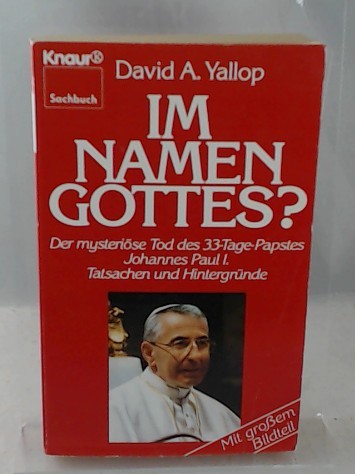 Knaur®
Sachbuch
David A. Yallop
IM
NAMEN
GOTTES?
Der mysteriöse Tod des 33-Tage-Papstes
Johannes Paul I.
Tatsachen und Hintergründe
Mit großem
Bildteil